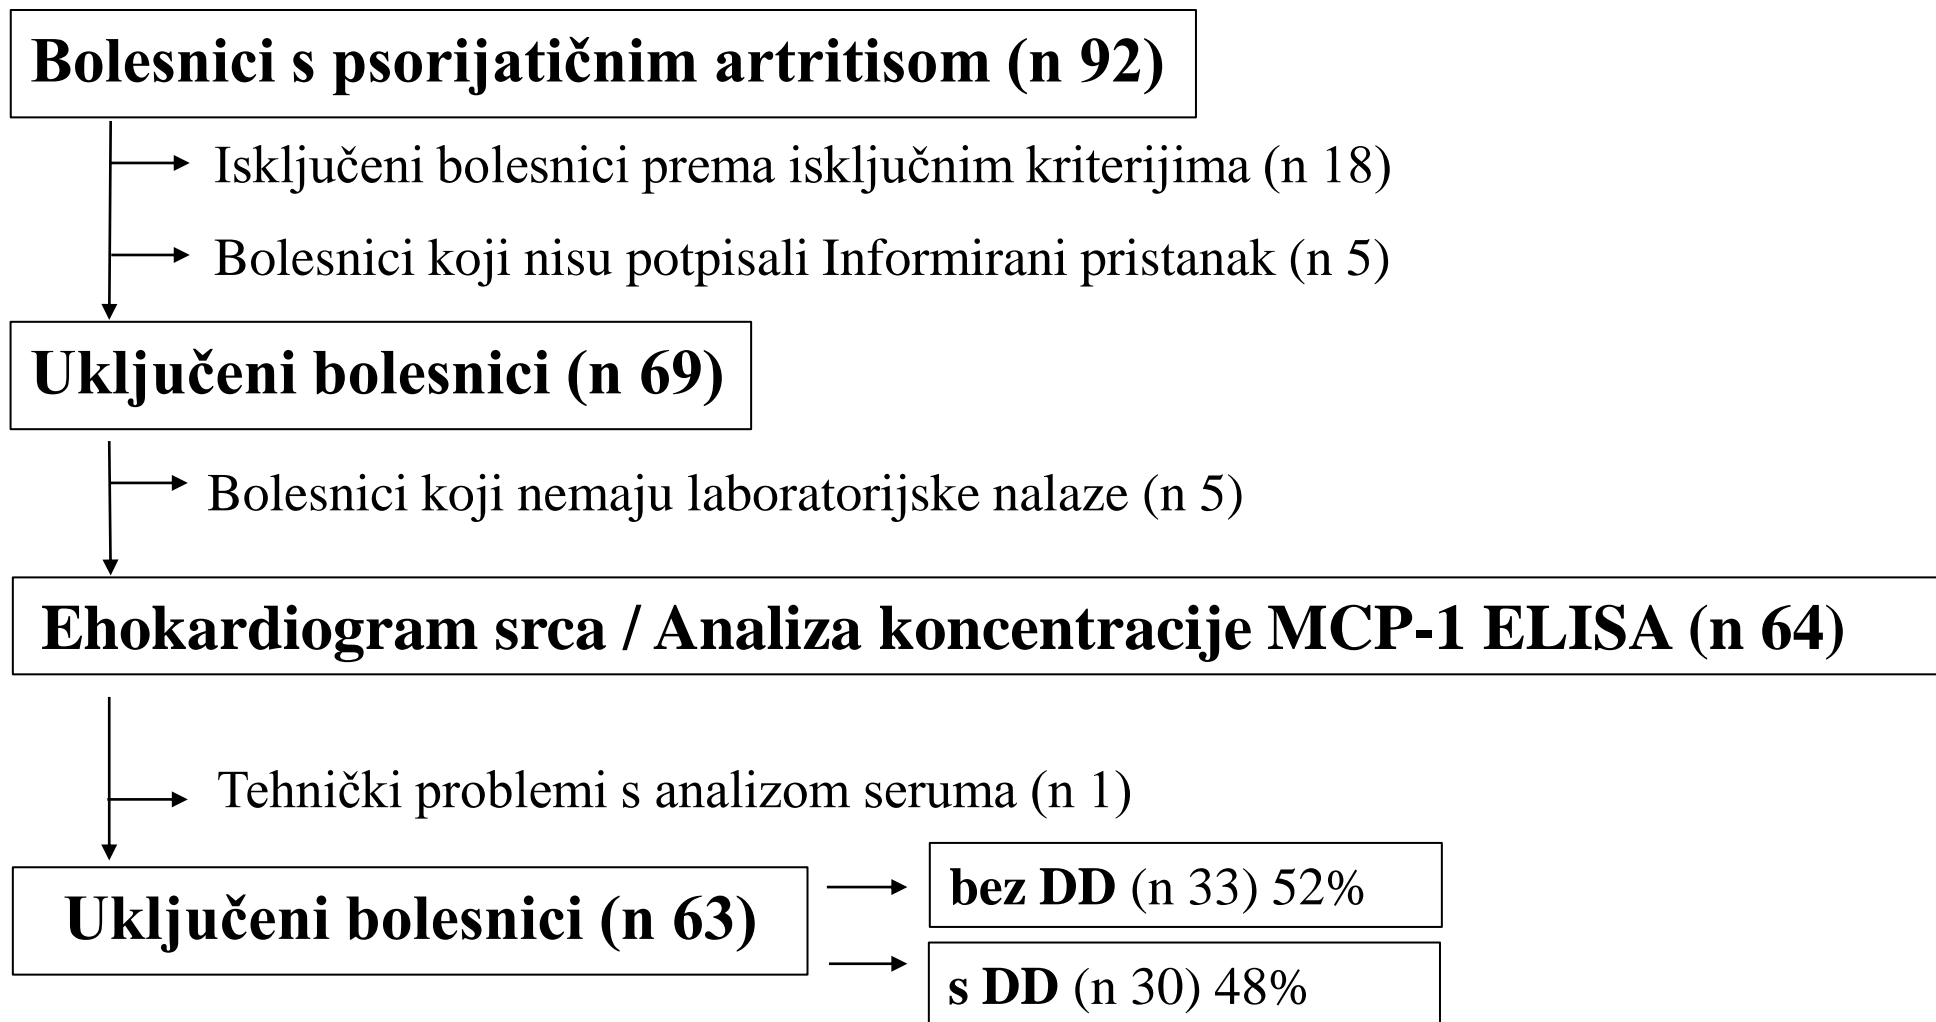 Bolesnici s psorijatičnim artritisom (n 92)
Isključeni bolesnici prema isključnim kriterijima (n 18)
Bolesnici koji nisu potpisali Informirani pristanak (n 5)
Uključeni bolesnici (n 69)
Bolesnici koji nemaju laboratorijske nalaze (n 5)
Ehokardiogram srca / Analiza koncentracije MCP-1 ELISA (n 64)
Tehnički problemi s analizom seruma (n 1)
Uključeni bolesnici (n 63)
bez DD (n 33) 52%
s DD (n 30) 48%